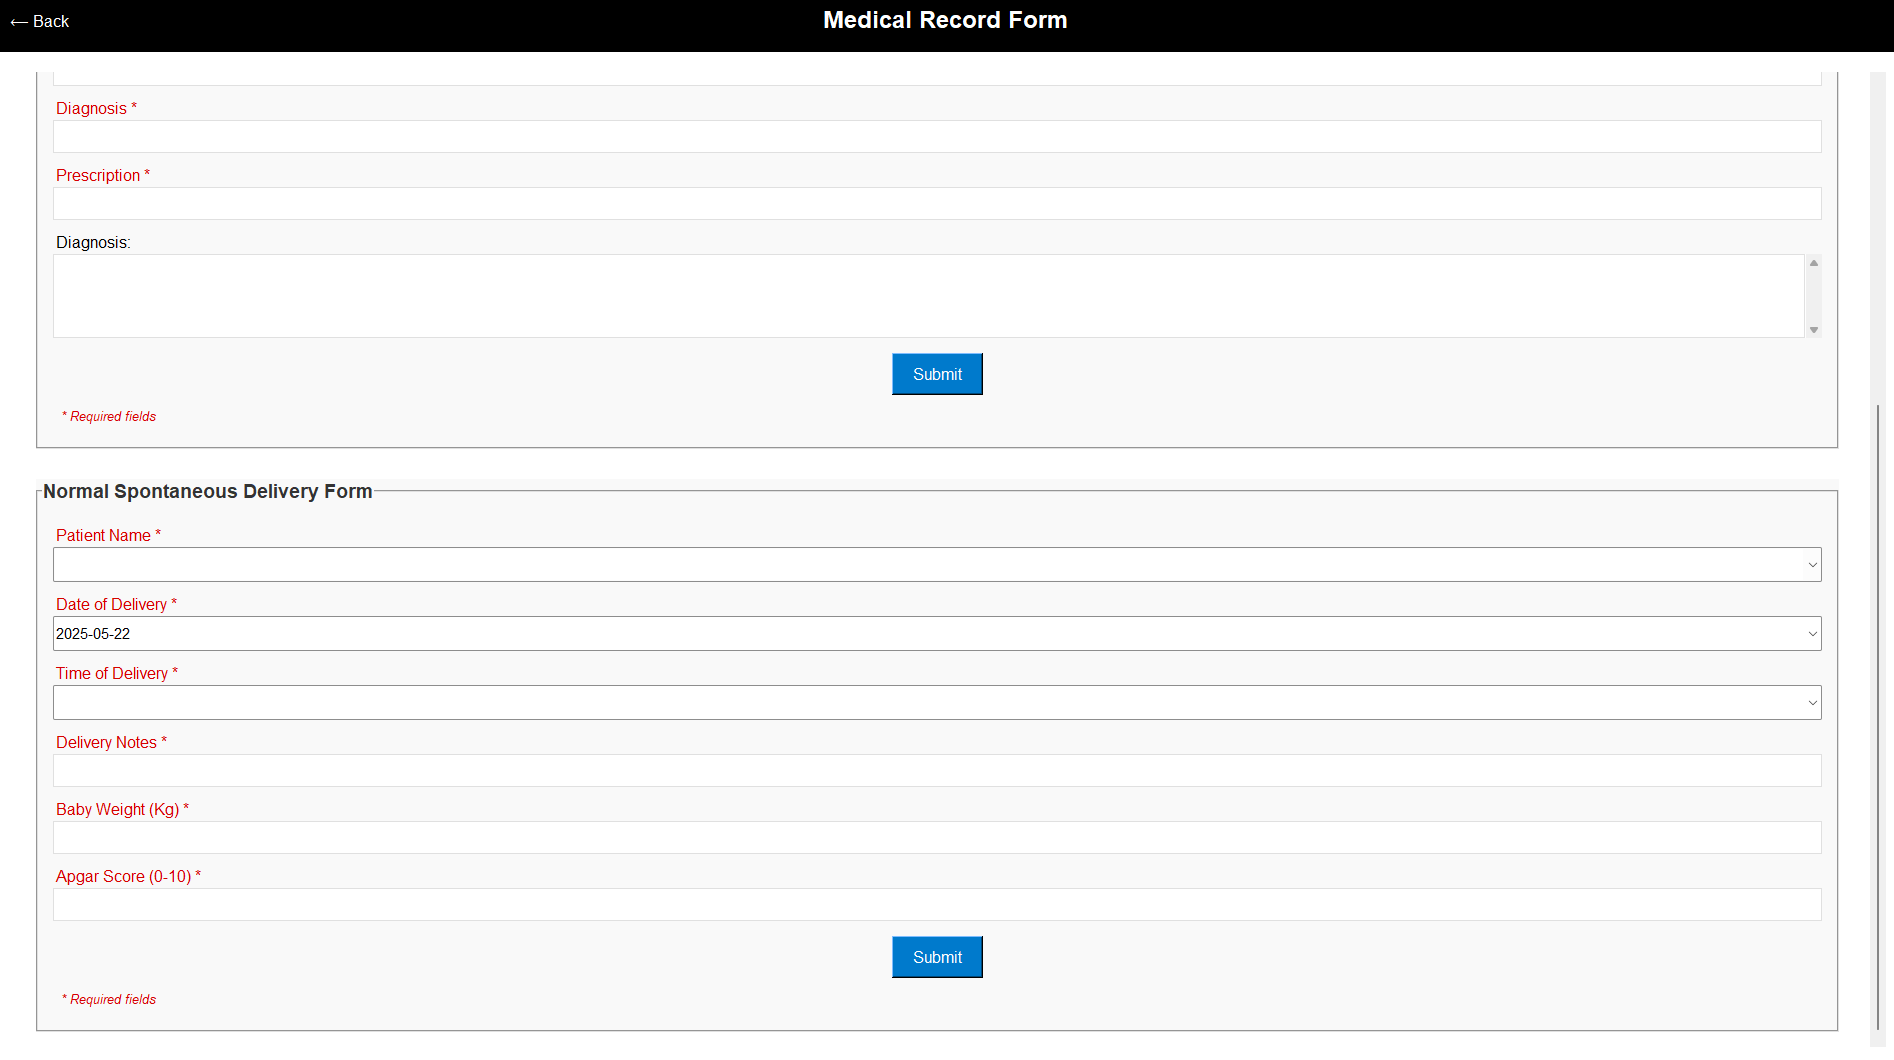 ← Back
Medical Record Form
Diagnosis *
Prescription *
Diagnosis:
Submit
* Required fields
Normal Spontaneous Delivery Form
Patient Name *
Date of Delivery *
2025-05-22
Time of Delivery *
Delivery Notes *
Baby Weight (Kg) *
Apgar Score (0-10) *
Submit
* Required fields